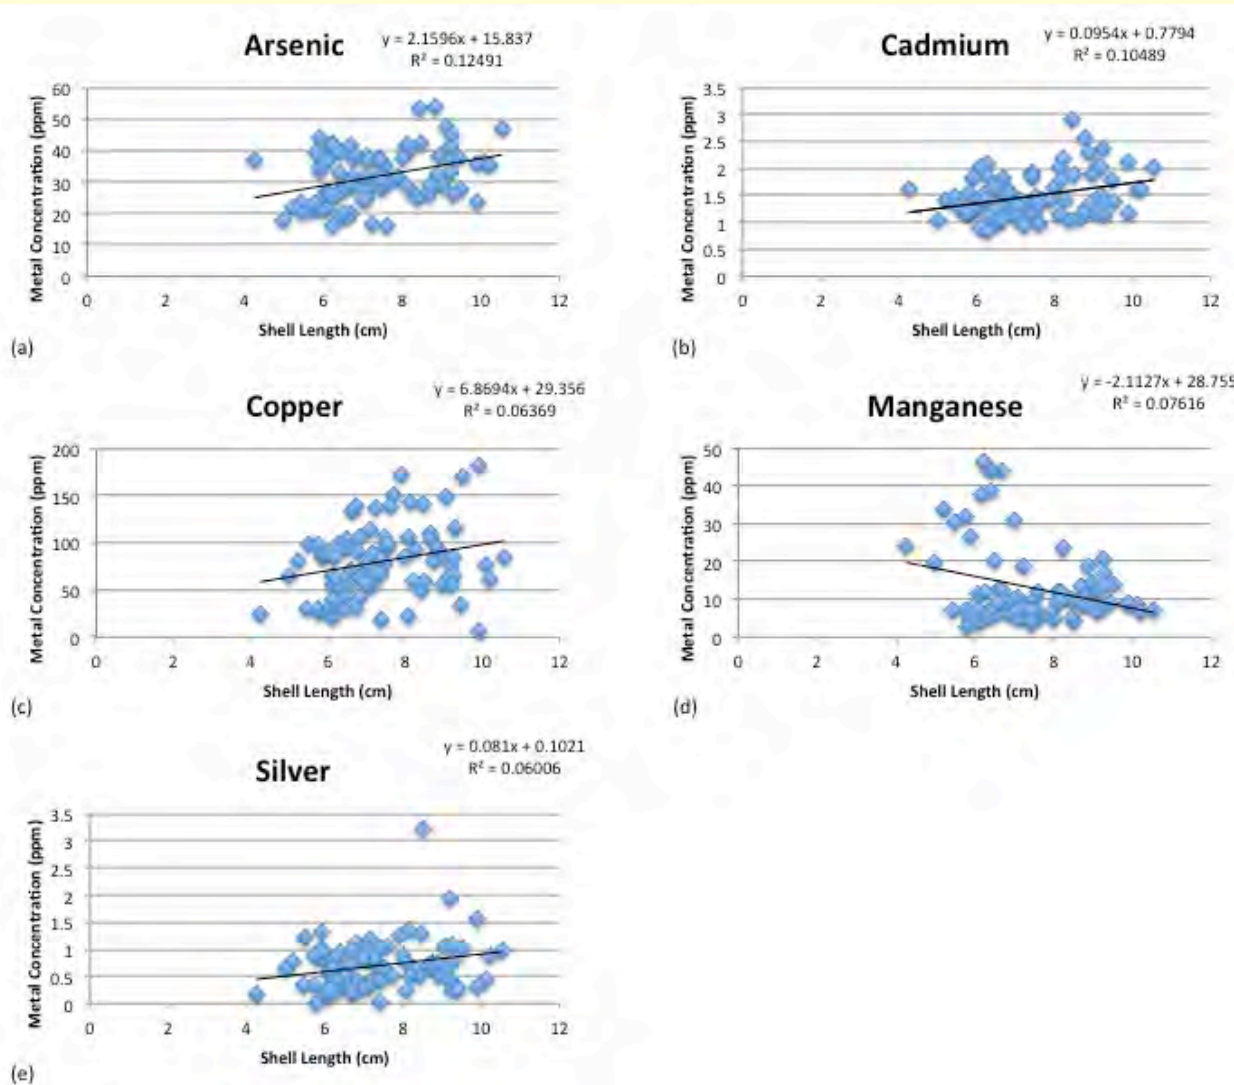 Arsenic
y = 2.1596x + 15.837
R² = 0.12491
Metal Concentration (ppm)
60
50
40
30
20
10
0
0 2 4 6 8 10 12
Shell Length (cm)
(a)
Cadmium
y = 0.0954x + 0.7794
R² = 0.10489
Metal Concentration (ppm)
3.5
3
2.5
2
1.5
1
0.5
0
0 2 4 6 8 10 12
Shell Length (cm)
(b)
Copper
y = 6.8694x + 29.356
R² = 0.06369
Metal Concentration (ppm)
200
150
100
50
0
0 2 4 6 8 10 12
Shell Length (cm)
(c)
Manganese
y = -2.1127x + 28.755
R² = 0.07616
Metal Concentration (ppm)
50
40
30
20
10
0
0 2 4 6 8 10 12
Shell Length (cm)
(d)
Silver
y = 0.081x + 0.1021
R² = 0.06006
Metal Concentration (ppm)
3.5
3
2.5
2
1.5
1
0.5
0
0 2 4 6 8 10 12
Shell Length (cm)
(e)